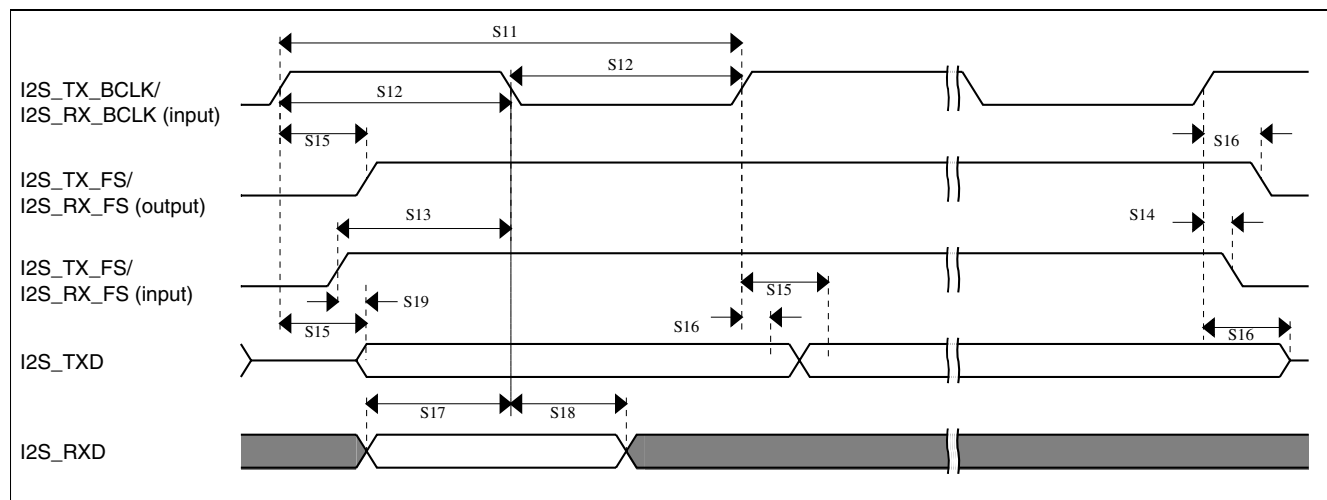 S11
I2S_TX_BCLK/
I2S_RX_BCLK (input)
S12
S12
S15
S16
I2S_TX_FS/
I2S_RX_FS (output)
S13
S14
I2S_TX_FS/
I2S_RX_FS (input)
S15
S19
S15
S16
S16
I2S_TXD
S17
S18
I2S_RXD